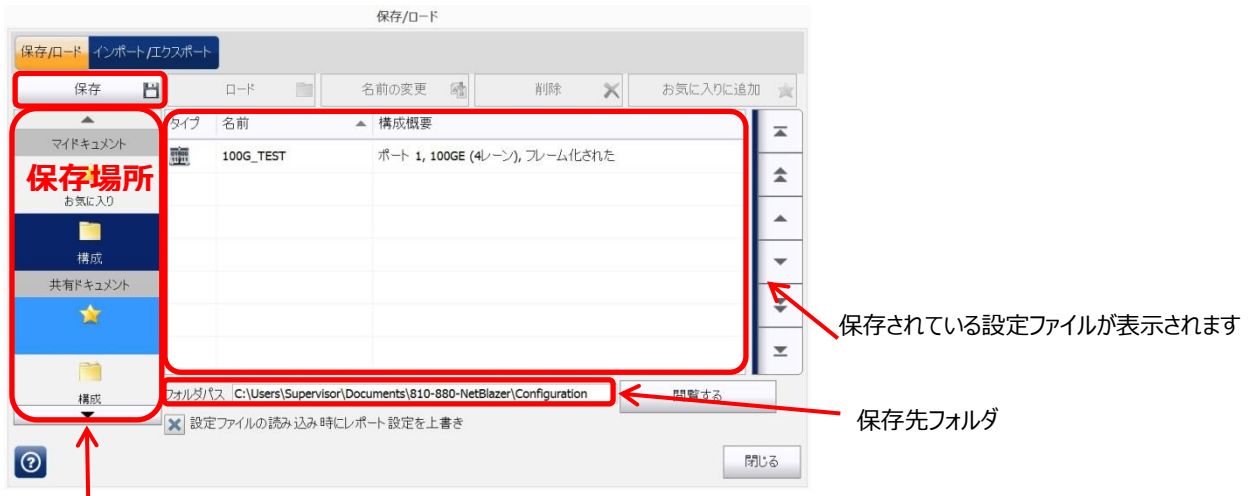 保存/ロード
保存/ロード インポート/エクスポート
保存 ロード 名前の変更 削除 お気に入りに追加
タイプ 名前 構成概要
マイドキュメント
100G_TEST ポート 1, 100GE (4レーン), フレーム化された
保存場所
お気に入り
構成
共有ドキュメント
保存されている設定ファイルが表示されます
構成
フォルダパス C:\Users\Supervisor\Documents\810-880-NetBlazer\Configuration 閲覧する
保存先フォルダ
設定ファイルの読み込み時にレポート設定を上書き
閉じる